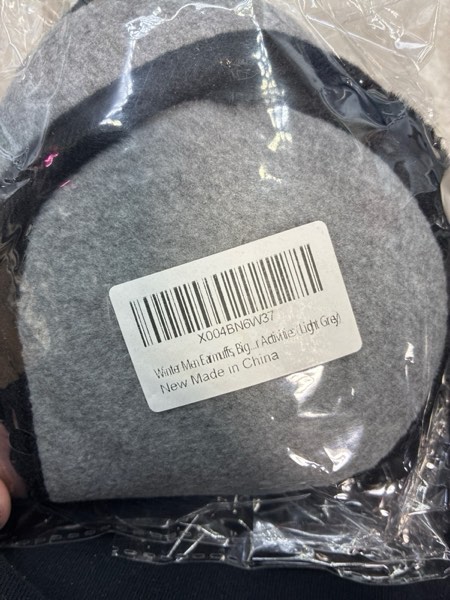 X004BN6W37
Winter Men Earmuffs, Big...r Activities (Light Grey)
New Made in China